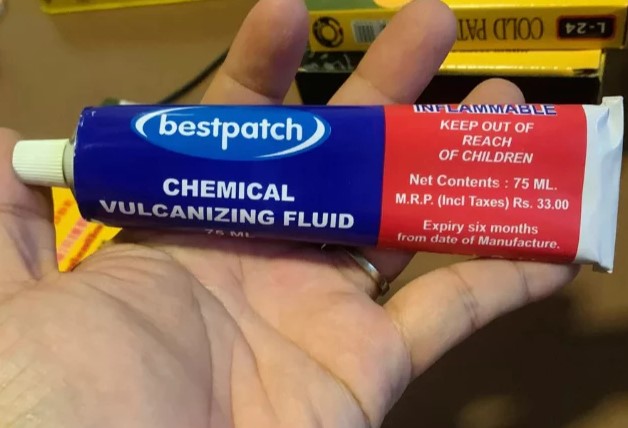 COLD PAT
L-24
bestpatch
CHEMICAL
VULCANIZING FLUID
75 ML
INFLAMMABLE
KEEP OUT OF
REACH
OF CHILDREN
Net Contents : 75 ML.
M.R.P. (Incl Taxes) Rs. 33.00
Expiry six months
from date of Manufacture.